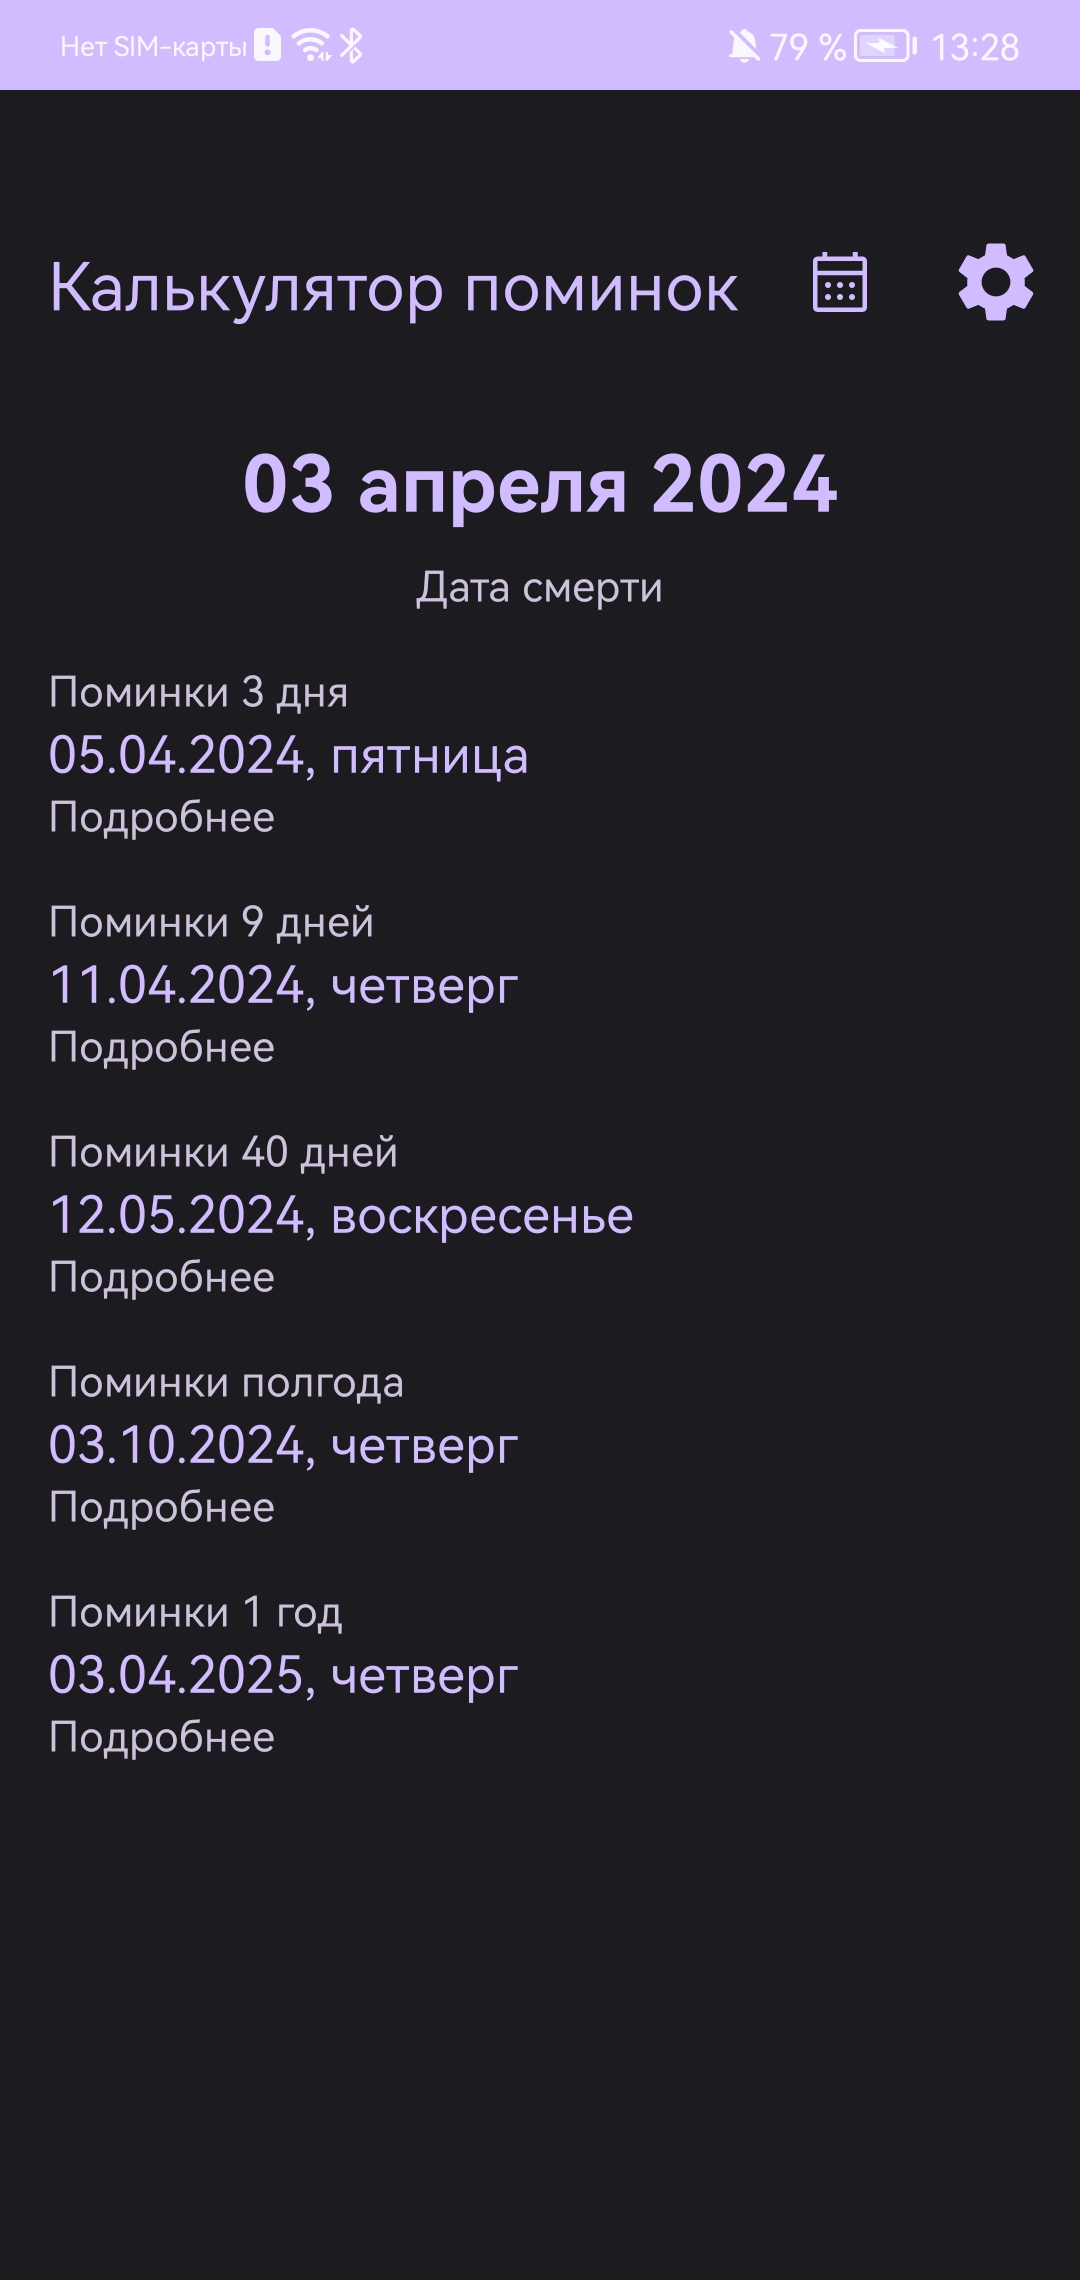 Нет SIM-карты 79 % 13:28
Калькулятор поминок
03 апреля 2024
Дата смерти
Поминки 3 дня
05.04.2024, пятница
Подробнее
Поминки 9 дней
11.04.2024, четверг
Подробнее
Поминки 40 дней
12.05.2024, воскресенье
Подробнее
Поминки полгода
03.10.2024, четверг
Подробнее
Поминки 1 год
03.04.2025, четверг
Подробнее